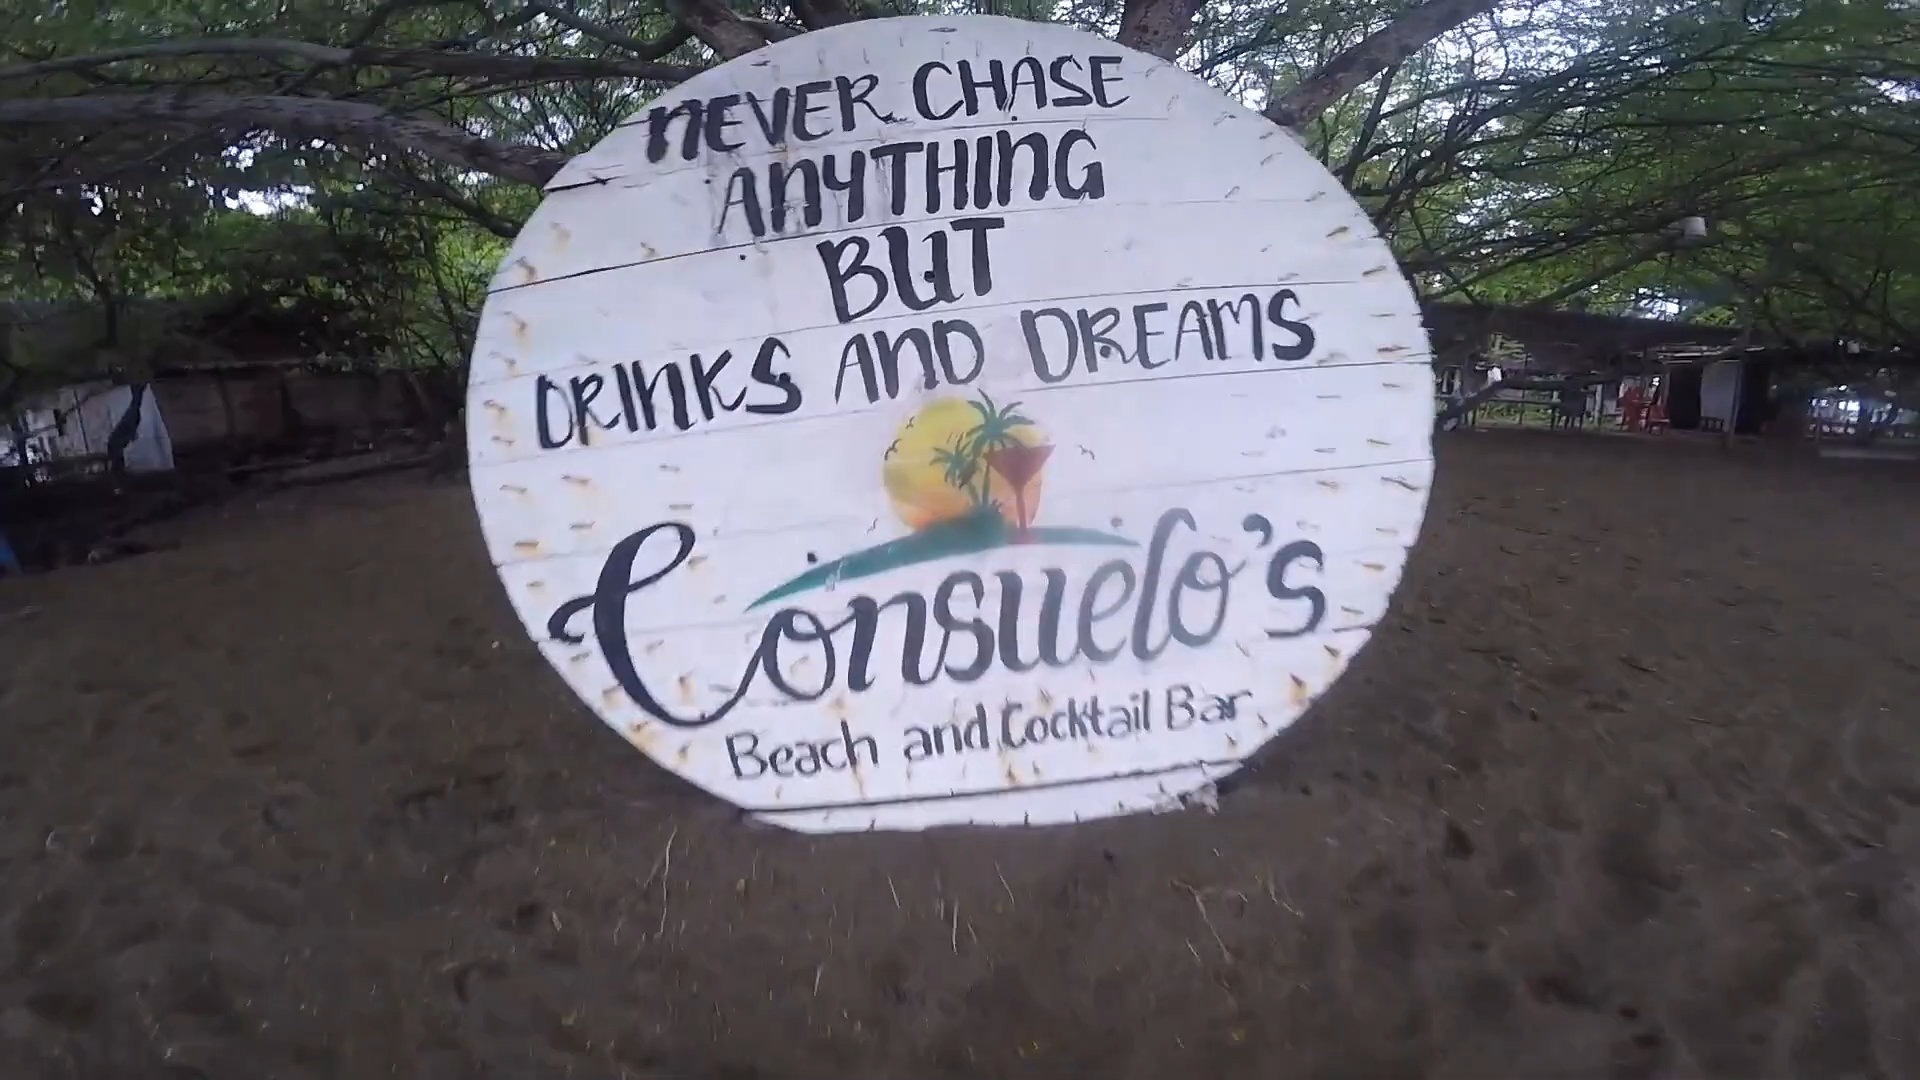 NEVER CHASE
ANYTHING
BUT
DRINKS AND DREAMS
Consuelo's
Beach and Cocktail Bar